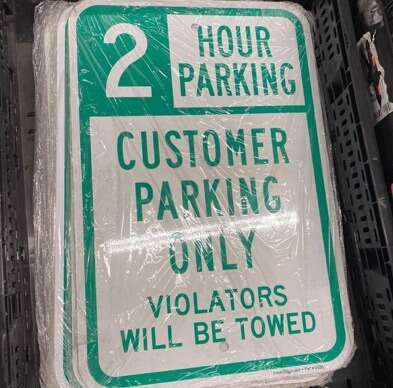 2 HOUR
PARKING
CUSTOMER
PARKING
ONLY
VIOLATORS
WILL BE TOWED